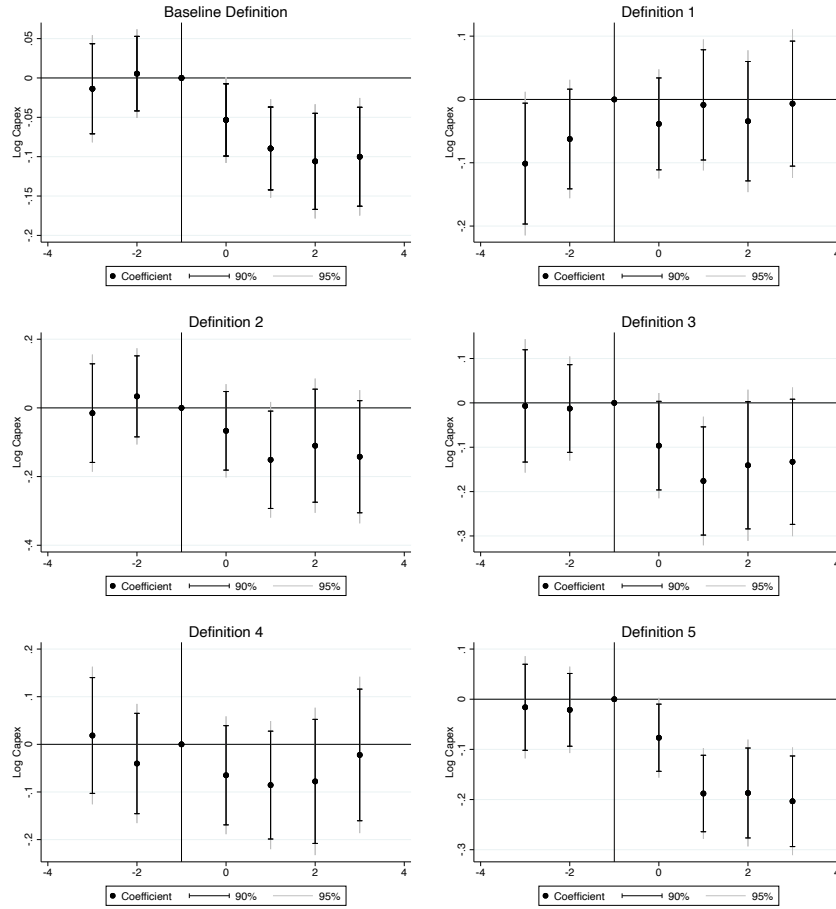 Baseline Definition
Log Capex
.05
0
-.05
-.1
-.15
-.2
-4 -2 0 2 4
Coefficient 90% 95%
Definition 1
Log Capex
.1
0
-.1
-.2
-4 -2 0 2 4
Coefficient 90% 95%
Definition 2
Log Capex
.2
0
-.2
-.4
-4 -2 0 2 4
Coefficient 90% 95%
Definition 3
Log Capex
.1
0
-.1
-.2
-.3
-4 -2 0 2 4
Coefficient 90% 95%
Definition 4
Log Capex
.2
.1
0
-.1
-.2
-4 -2 0 2 4
Coefficient 90% 95%
Definition 5
Log Capex
.1
0
-.1
-.2
-.3
-4 -2 0 2 4
Coefficient 90% 95%